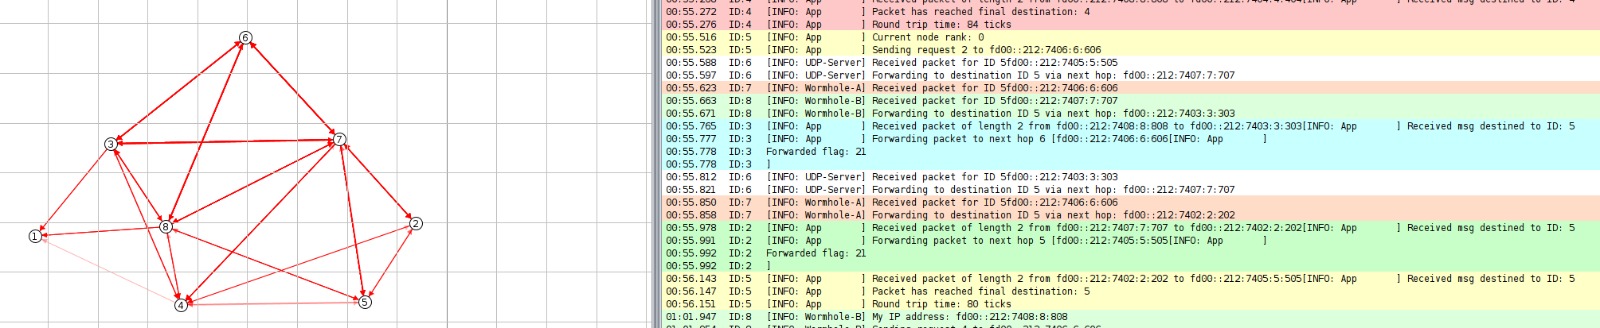 6
3
7
8
2
1
4
5
00:55.272 ID:4 [INFO: App ] Packet has reached final destination: 4
00:55.276 ID:4 [INFO: App ] Round trip time: 84 ticks
00:55.516 ID:5 [INFO: App ] Current node rank: 0
00:55.523 ID:5 [INFO: App ] Sending request 2 to fd00::212:7406:6:606
00:55.588 ID:6 [INFO: UDP-Server] Received packet for ID 5fd00::212:7405:5:505
00:55.597 ID:6 [INFO: UDP-Server] Forwarding to destination ID 5 via next hop: fd00::212:7407:7:707
00:55.623 ID:7 [INFO: Wormhole-A] Received packet for ID 5fd00::212:7406:6:606
00:55.663 ID:8 [INFO: Wormhole-B] Received packet for ID 5fd00::212:7407:7:707
00:55.671 ID:8 [INFO: Wormhole-B] Forwarding to destination ID 5 via next hop: fd00::212:7403:3:303
00:55.765 ID:3 [INFO: App ] Received packet of length 2 from fd00::212:7408:8:808 to fd00::212:7403:3:303[INFO: App ] Received msg destined to ID: 5
00:55.777 ID:3 [INFO: App ] Forwarding packet to next hop 6 [fd00::212:7406:6:606[INFO: App ]
00:55.778 ID:3 Forwarded flag: 21
00:55.778 ID:3 ]
00:55.812 ID:6 [INFO: UDP-Server] Received packet for ID 5fd00::212:7403:3:303
00:55.821 ID:6 [INFO: UDP-Server] Forwarding to destination ID 5 via next hop: fd00::212:7407:7:707
00:55.850 ID:7 [INFO: Wormhole-A] Received packet for ID 5fd00::212:7406:6:606
00:55.858 ID:7 [INFO: Wormhole-A] Forwarding to destination ID 5 via next hop: fd00::212:7402:2:202
00:55.978 ID:2 [INFO: App ] Received packet of length 2 from fd00::212:7407:7:707 to fd00::212:7402:2:202[INFO: App ] Received msg destined to ID: 5
00:55.991 ID:2 [INFO: App ] Forwarding packet to next hop 5 [fd00::212:7405:5:505[INFO: App ]
00:55.992 ID:2 Forwarded flag: 21
00:55.992 ID:2 ]
00:56.143 ID:5 [INFO: App ] Received packet of length 2 from fd00::212:7402:2:202 to fd00::212:7405:5:505[INFO: App ] Received msg destined to ID: 5
00:56.147 ID:5 [INFO: App ] Packet has reached final destination: 5
00:56.151 ID:5 [INFO: App ] Round trip time: 80 ticks
01:01.947 ID:8 [INFO: Wormhole-B] My IP address: fd00::212:7408:8:808